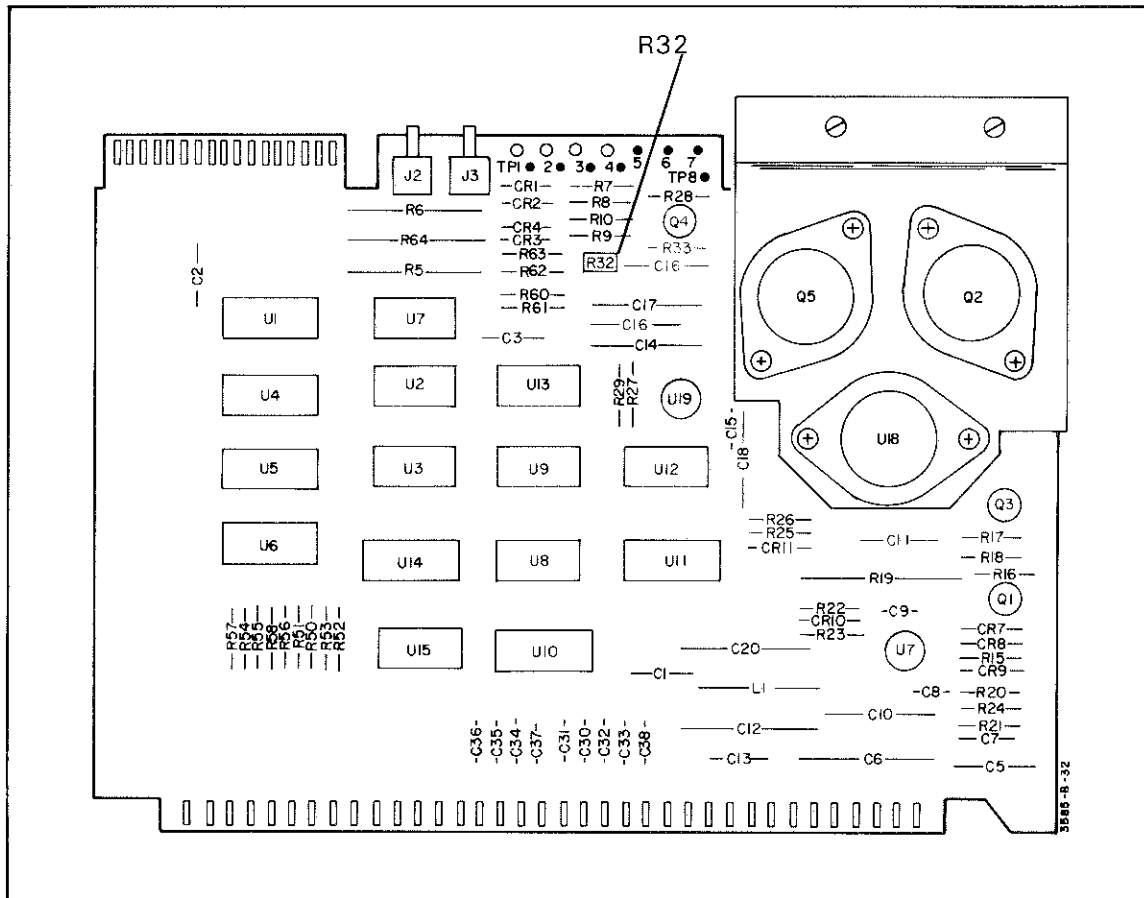 R32
J2 J3 TP1 2 3 4 5 6 7
TP8
CR1 R7
CR2 R8 R28
R6 R10 Q4
CR4 R9
R64 CR3 R33
R63 R32 C16
R5 R62
C2
R60 C17
R61
U1 U7 C16
C3 C14
Q5 Q2
U4 U2 U13 R29 R27 U19
C15
C18
U18
U5 U3 U9 U12
Q3
R26
R25 C11 R17
CR11
U6 U14 U8 U11 R18
R19 R16
Q1
R57 R54 R55 R58 R56 R51 R50 R53 R52
R22 C9
CR10 CR7
R23 CR8
U15 U10 C20 U7 R15
CR9
C1
L1 C8 R20
R24
C10
C36 C35 C34 C37 C31 C30 C32 C33 C38
C12 R21
C7
C13 C6 C5
3585-B-32